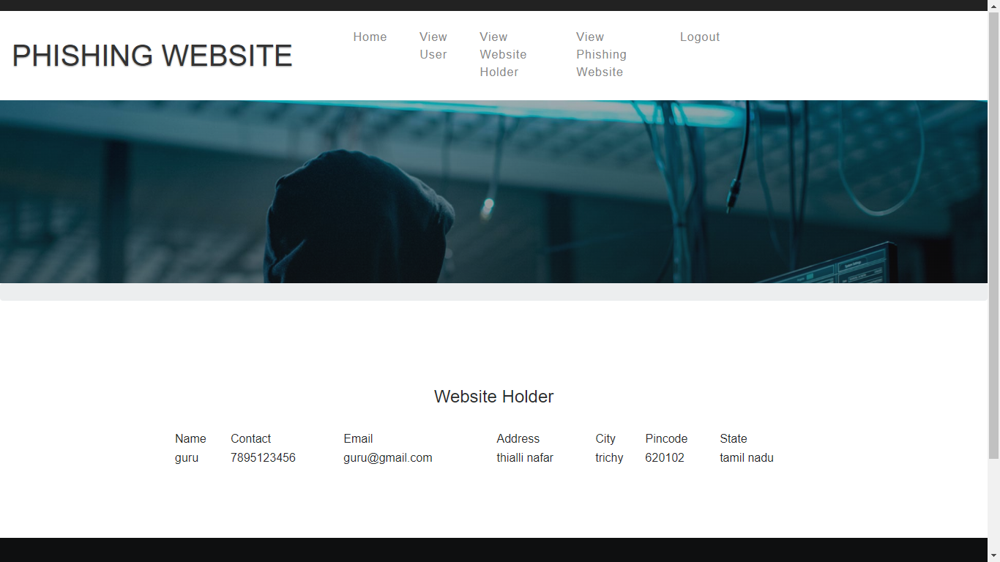 PHISHING WEBSITE
Home
View
User
View
Website
Holder
View
Phishing
Website
Logout
Website Holder
Name Contact Email Address City Pincode State
guru 7895123456 guru@gmail.com thialli nafar trichy 620102 tamil nadu